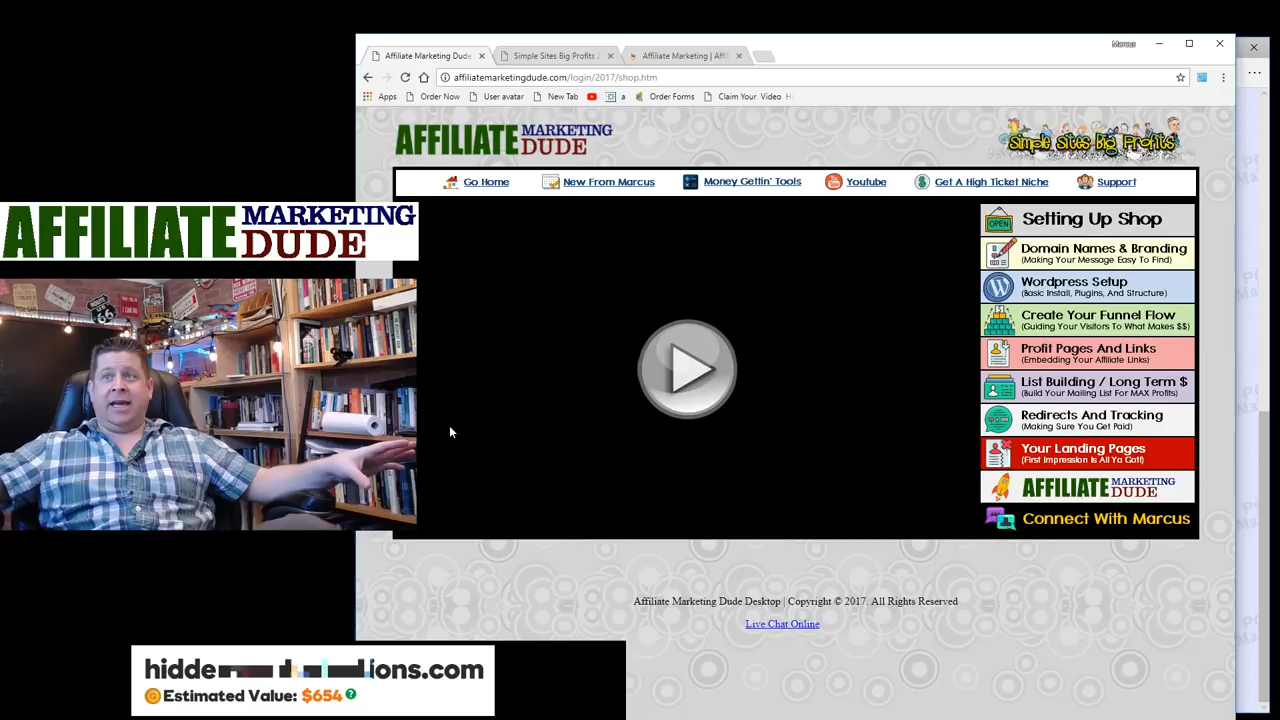 Marcus
Affiliate Marketing Dude
Simple Sites Big Profits 2
Affiliate Marketing | Affil
affiliatemarketingdude.com/login/2017/shop.htm
Apps
Order Now
User avatar
New Tab
a
Order Forms
Claim Your Video
AFFILIATE MARKETING DUDE
Simple Sites Big Profits
Go Home
New From Marcus
Money Gettin' Tools
Youtube
Get A High Ticket Niche
Support
AFFILIATE MARKETING DUDE
OPEN
Setting Up Shop
Domain Names & Branding
(Making Your Message Easy To Find)
Wordpress Setup
(Basic Install, Plugins, And Structure)
Create Your Funnel Flow
(Guiding Your Visitors To What Makes $$)
Profit Pages And Links
(Embedding Your Affiliate Links)
List Building / Long Term $
(Build Your Mailing List For MAX Profits)
Redirects And Tracking
(Making Sure You Get Paid)
Your Landing Pages
(First Impression Is All Ya Got!)
AFFILIATE MARKETING DUDE
Connect With Marcus
66
Affiliate Marketing Dude Desktop | Copyright © 2017. All Rights Reserved
Live Chat Online
hidde ions.com
Estimated Value: $654 ?